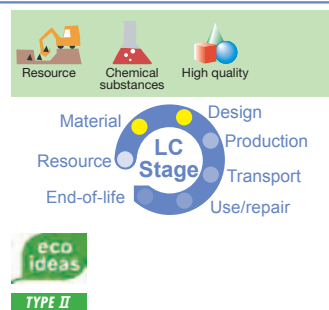 Resource
Chemical
substances
High quality
Material
Design
Resource
LC
Stage
Production
Transport
End-of-life
Use/repair
eco
ideas
TYPE II